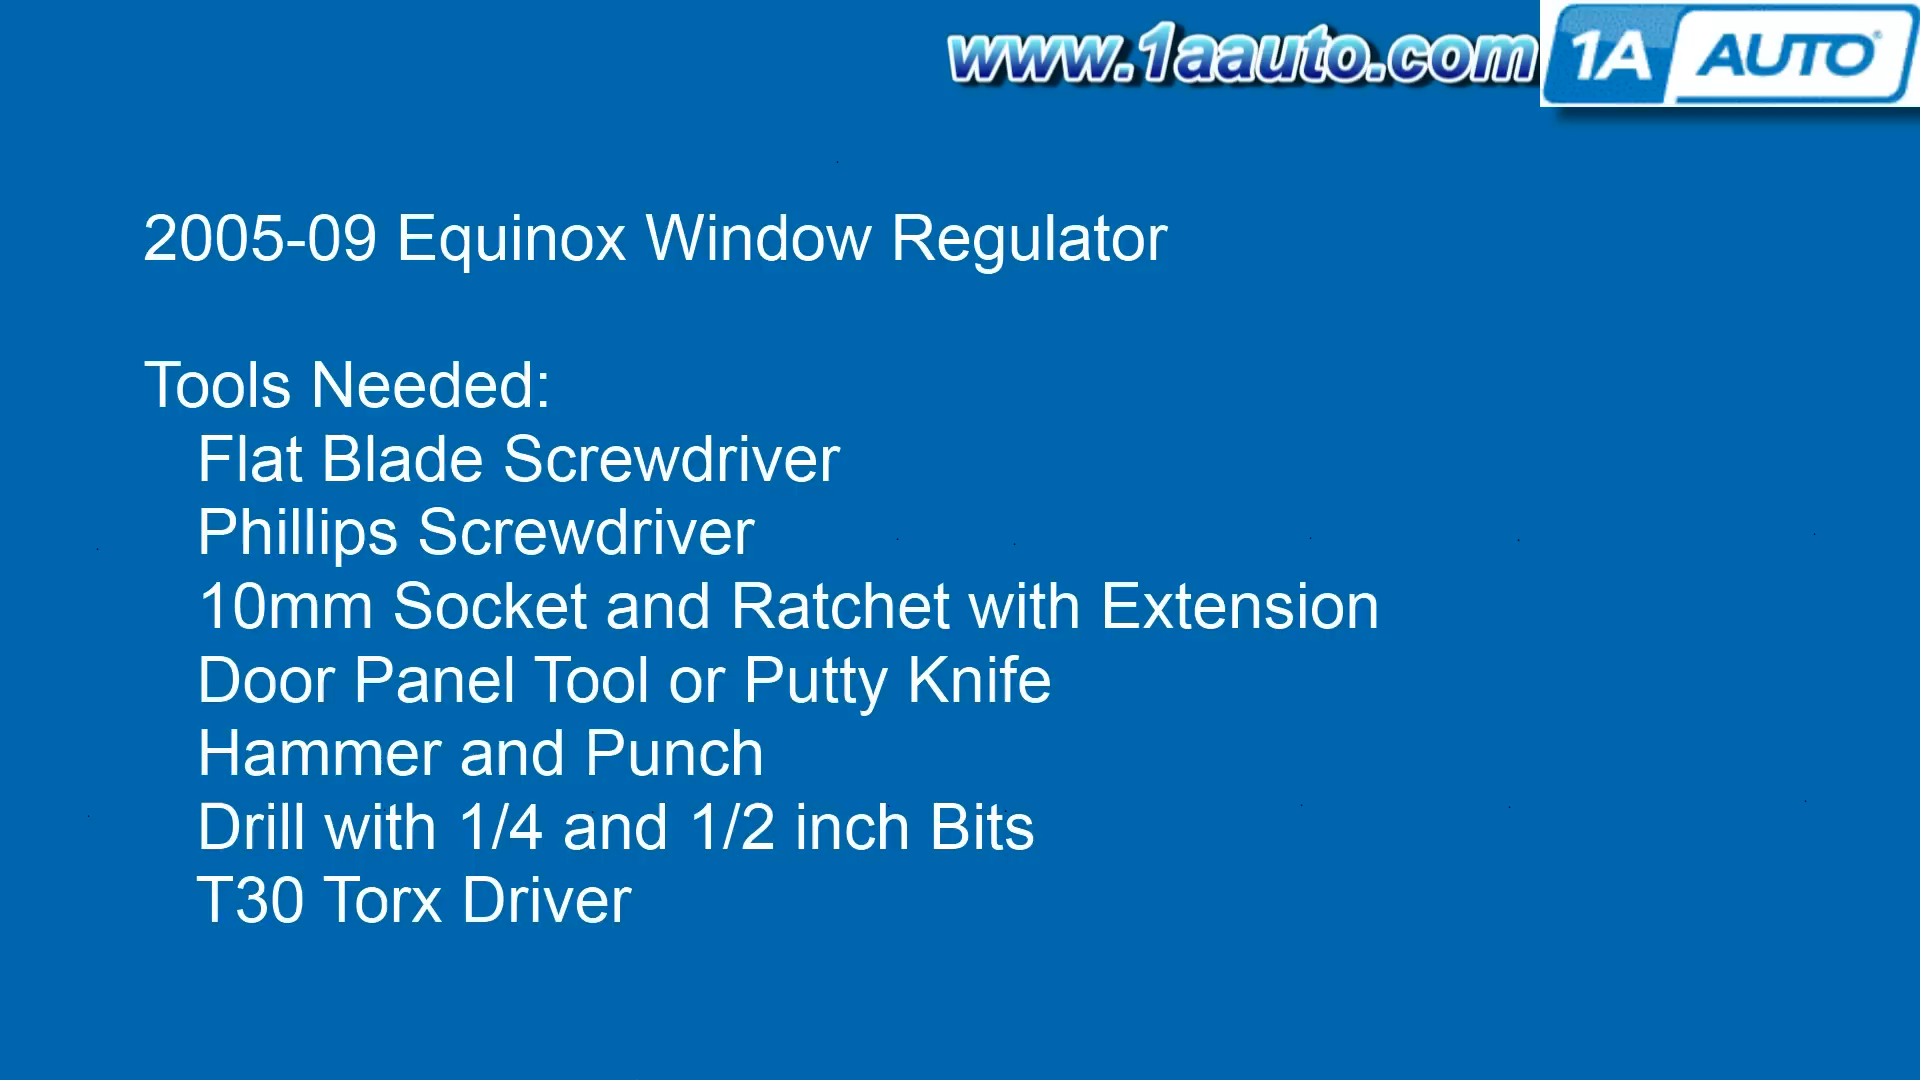 www.1aauto.com 1A AUTO®
2005-09 Equinox Window Regulator
Tools Needed:
Flat Blade Screwdriver
Phillips Screwdriver
10mm Socket and Ratchet with Extension
Door Panel Tool or Putty Knife
Hammer and Punch
Drill with 1/4 and 1/2 inch Bits
T30 Torx Driver